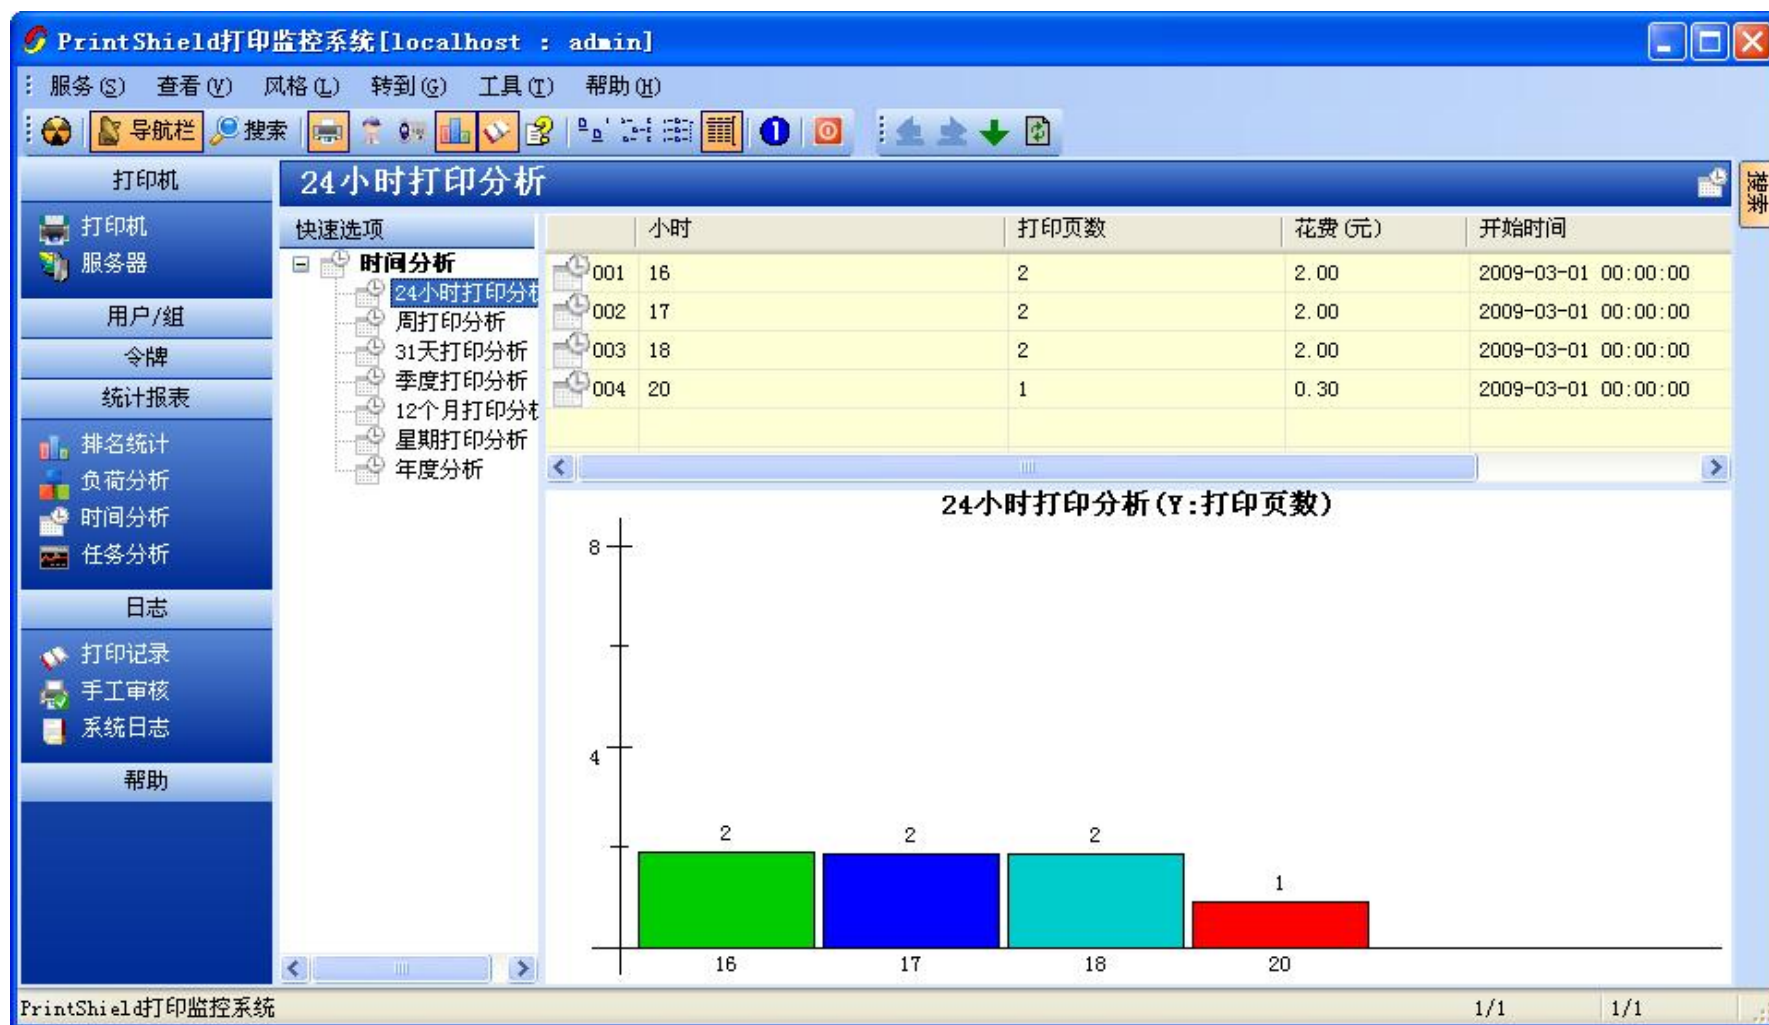 PrintShield打印监控系统[localhost : admin]
服务(S) 查看(V) 风格(L) 转到(G) 工具(T) 帮助(H)
导航栏 搜索
打印机
打印机
服务器
用户/组
令牌
统计报表
排名统计
负荷分析
时间分析
任务分析
日志
打印记录
手工审核
系统日志
帮助
24小时打印分析
搜索
快速选项
时间分析
24小时打印分析
周打印分析
31天打印分析
季度打印分析
12个月打印分析
星期打印分析
年度分析
小时 打印页数 花费(元) 开始时间
001 16 2 2.00 2009-03-01 00:00:00
002 17 2 2.00 2009-03-01 00:00:00
003 18 2 2.00 2009-03-01 00:00:00
004 20 1 0.30 2009-03-01 00:00:00
24小时打印分析(Y:打印页数)
8
4
2 2 2 1
16 17 18 20
PrintShield打印监控系统 1/1 1/1